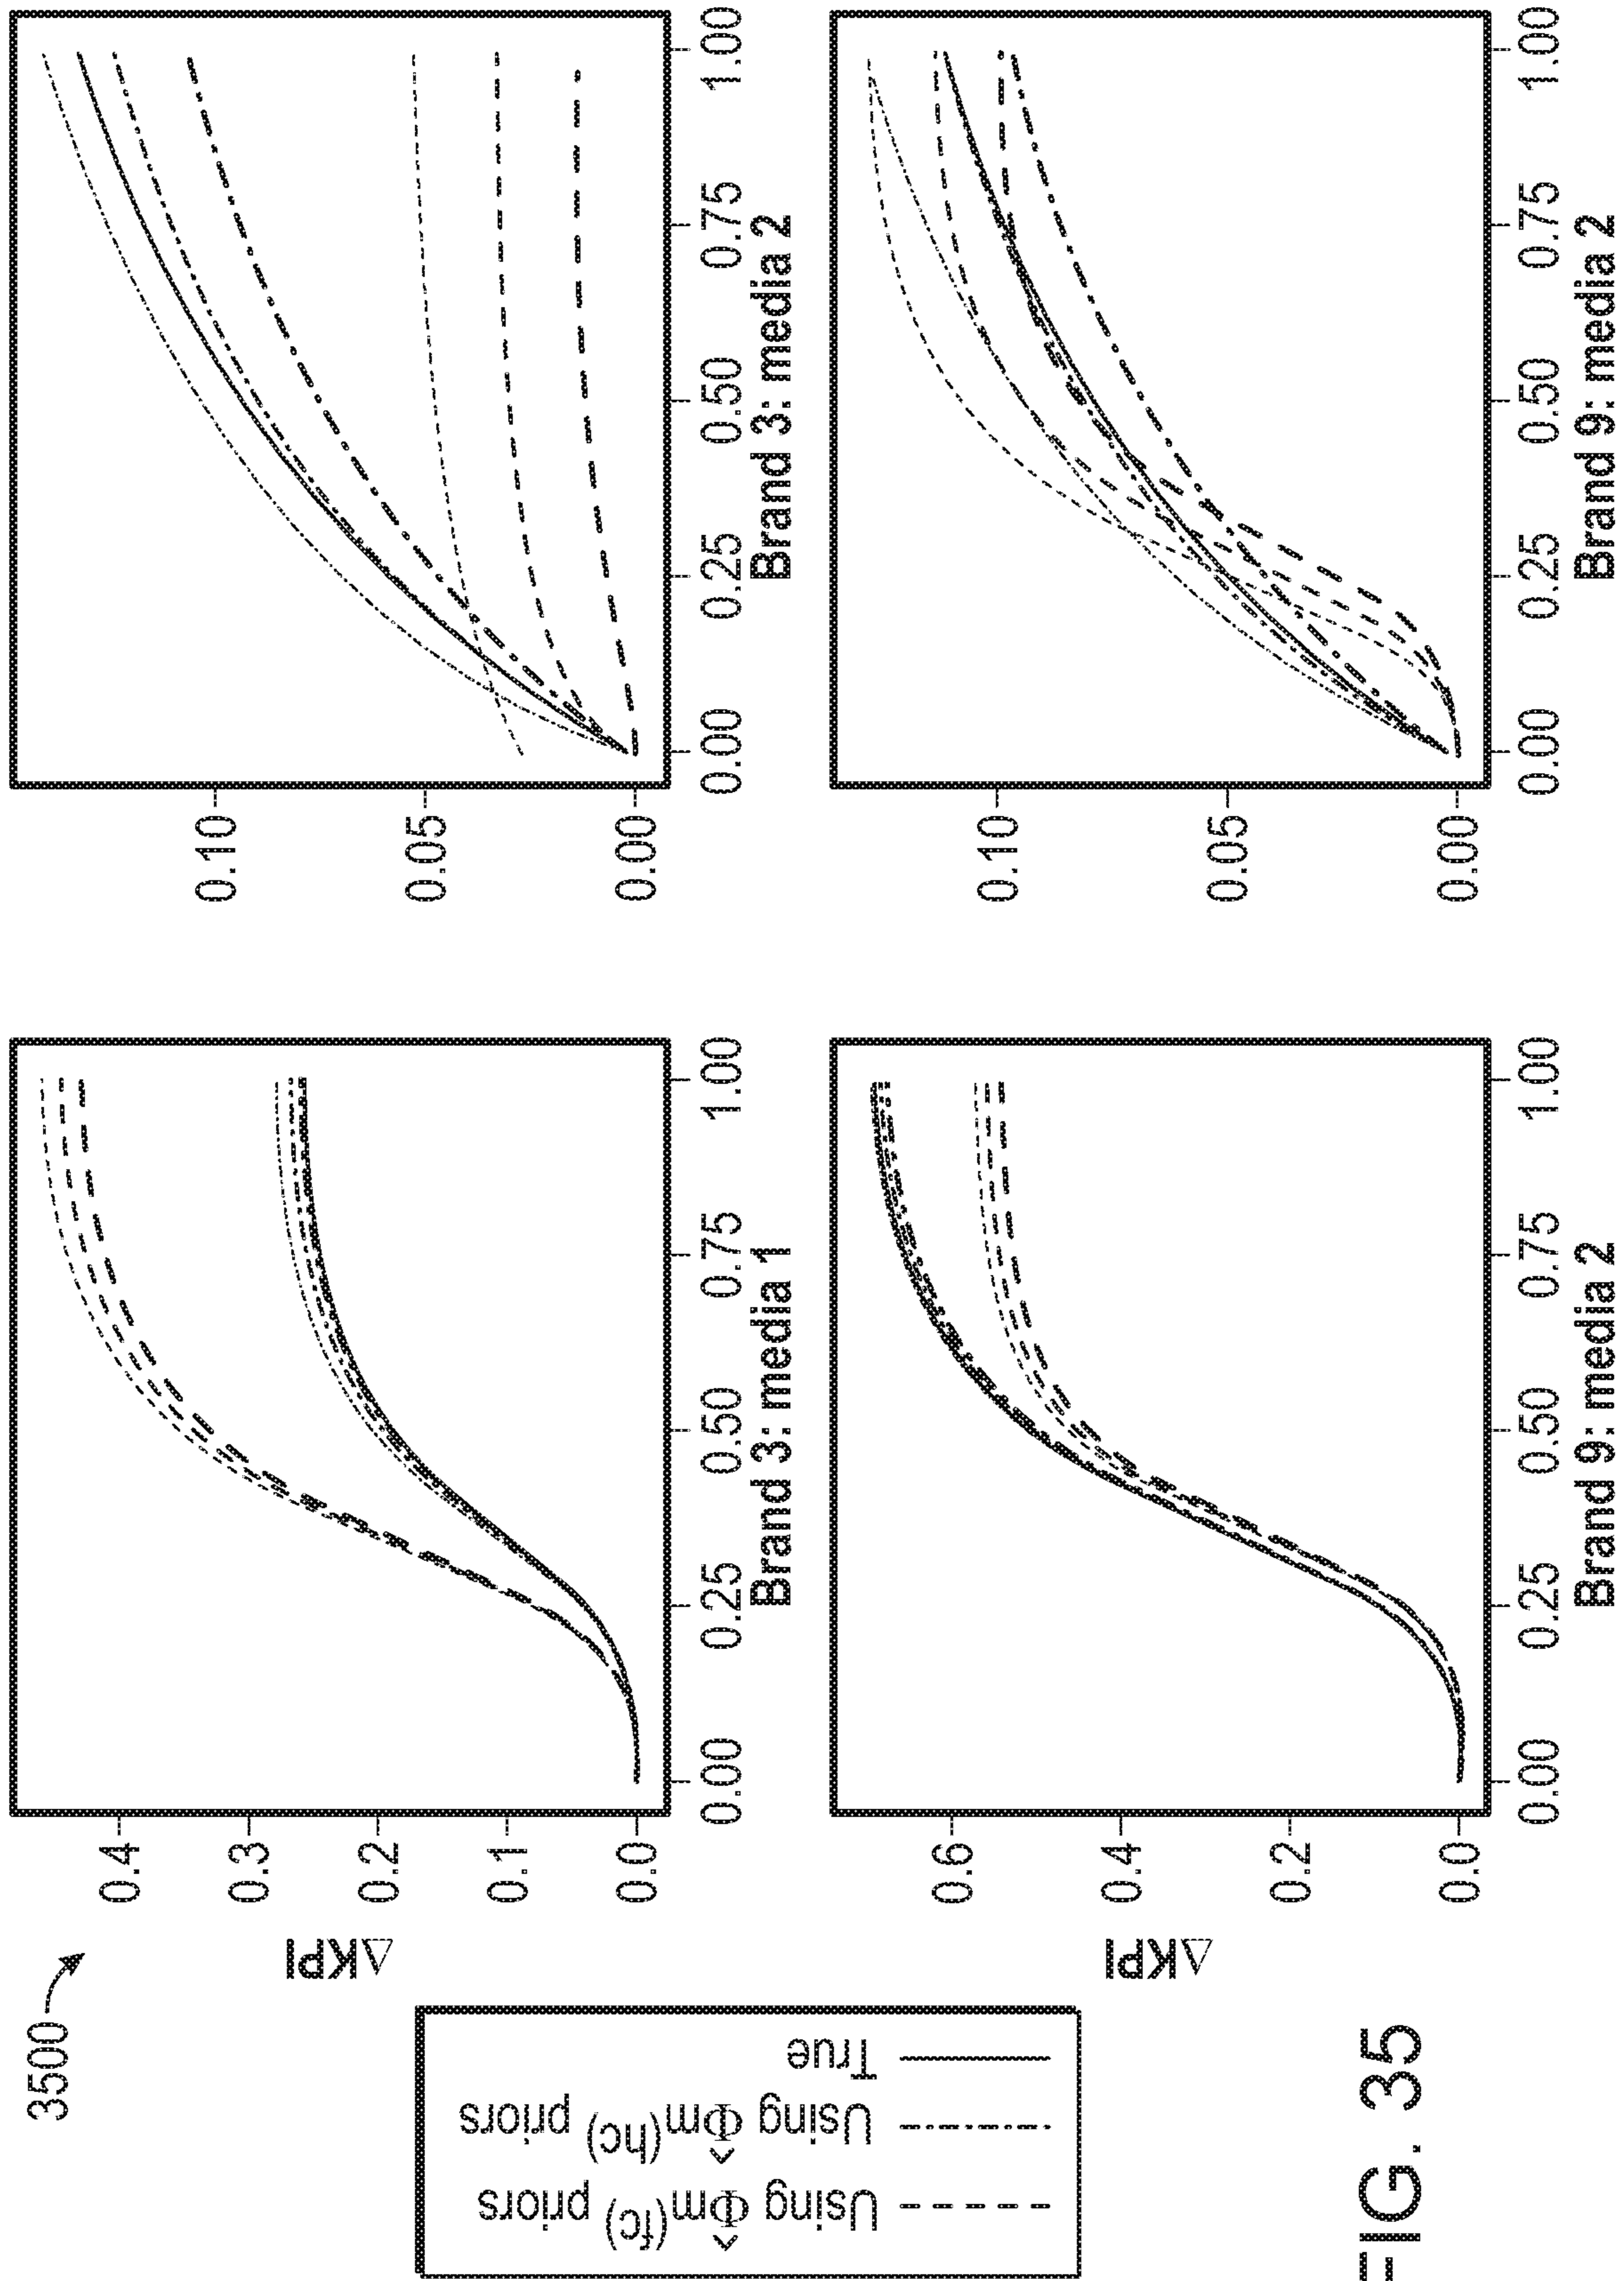 3500
Using Φ̂m(fc) priors
Using Φ̂m(hc) priors
True
ΔKPI
0.4
0.3
0.2
0.1
0.0
0.00 0.25 0.50 0.75 1.00
Brand 3: media 1
0.10
0.05
0.00
0.00 0.25 0.50 0.75 1.00
Brand 3: media 2
ΔKPI
0.6
0.4
0.2
0.0
0.00 0.25 0.50 0.75 1.00
Brand 9: media 2
0.10
0.05
0.00
0.00 0.25 0.50 0.75 1.00
Brand 9: media 2
FIG. 35